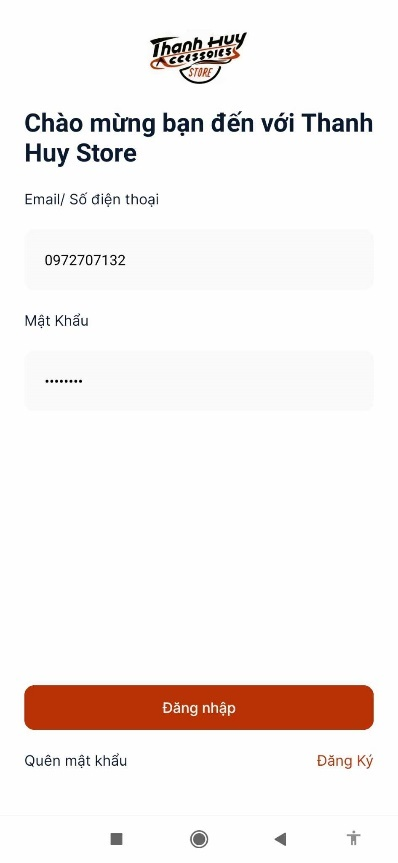 Thanh Huy
Accessoies
STORE
Chào mừng bạn đến với Thanh
Huy Store
Email/ Số điện thoại
0972707132
Mật Khẩu
••••••••
Đăng nhập
Quên mật khẩu Đăng Ký